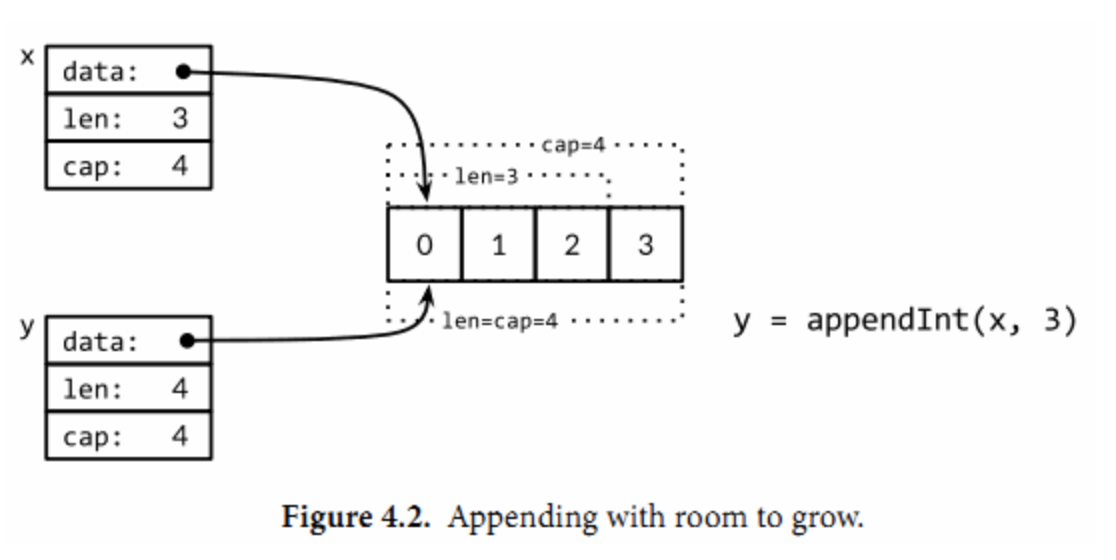 x
data:
len: 3
cap: 4
cap=4
len=3
0 1 2 3
len=cap=4
y = appendInt(x, 3)
y
data:
len: 4
cap: 4
Figure 4.2. Appending with room to grow.